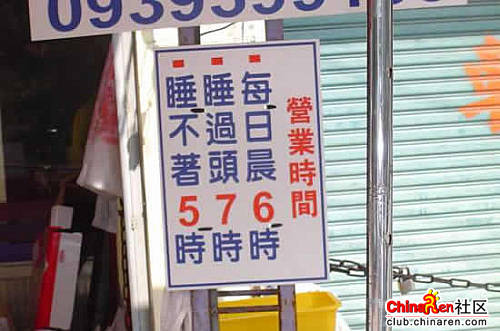 營業時間
每日晨6時
睡過頭7時
睡不著5時
ChinaRen社区
club.chinaren.com